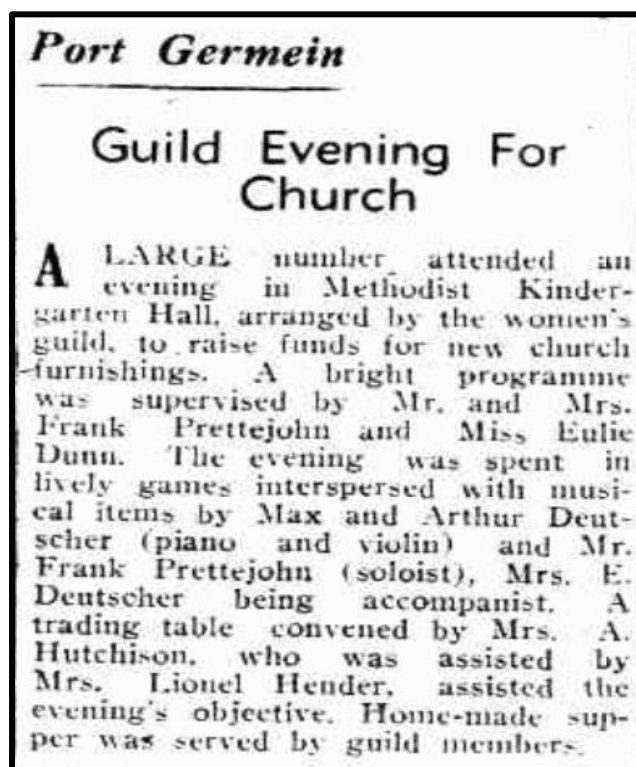 Port Germein
Guild Evening For
Church
A LARGE number attended an
evening in Methodist Kinder-
garten Hall, arranged by the women's
guild, to raise funds for new church
furnishings. A bright programme
was supervised by Mr. and Mrs.
Frank Prettejohn and Miss Eulie
Dunn. The evening was spent in
lively games interspersed with musi-
cal items by Max and Arthur Deut-
scher (piano and violin) and Mr.
Frank Prettejohn (soloist), Mrs. E.
Deutscher being accompanist. A
trading table convened by Mrs. A.
Hutchison, who was assisted by
Mrs. Lionel Hender, assisted the
evening's objective. Home-made sup-
per was served by guild members.